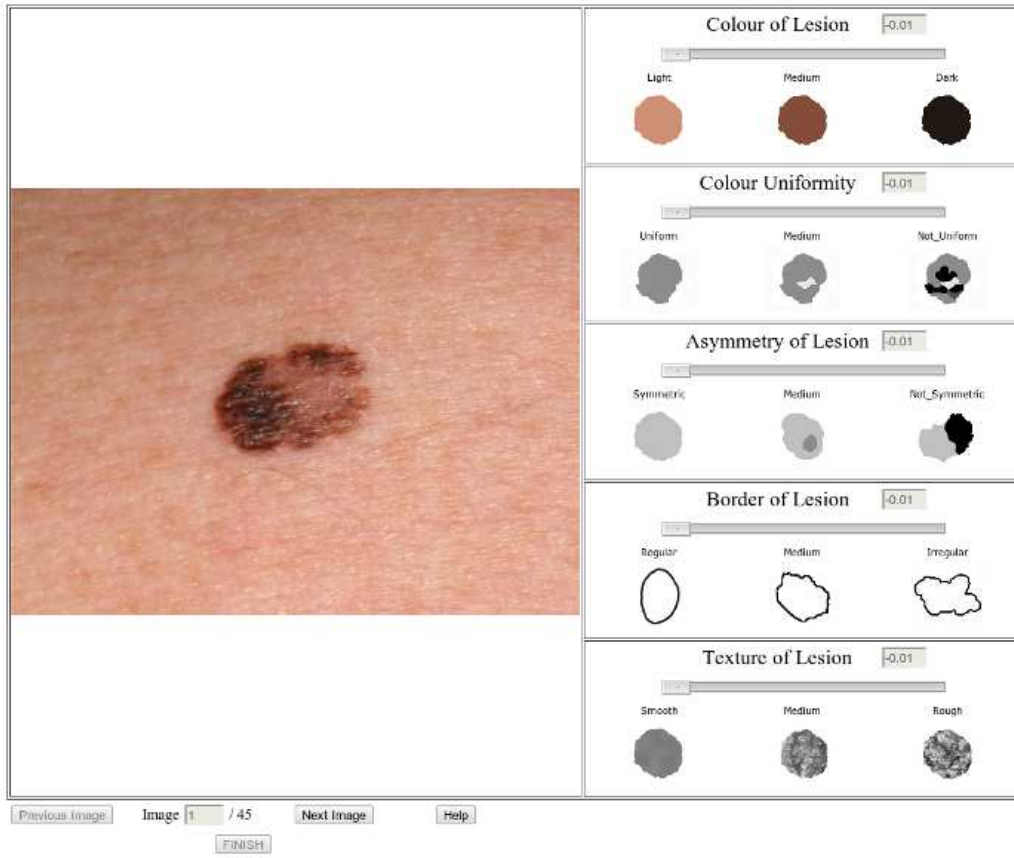 Colour of Lesion -0.01
Light Medium Dark
Colour Uniformity -0.01
Uniform Medium Not_Uniform
Asymmetry of Lesion -0.01
Symmetric Medium Not_Symmetric
Border of Lesion -0.01
Regular Medium Irregular
Texture of Lesion -0.01
Smooth Medium Rough
Previous Image Image 1 / 45 Next Image Help
FINISH